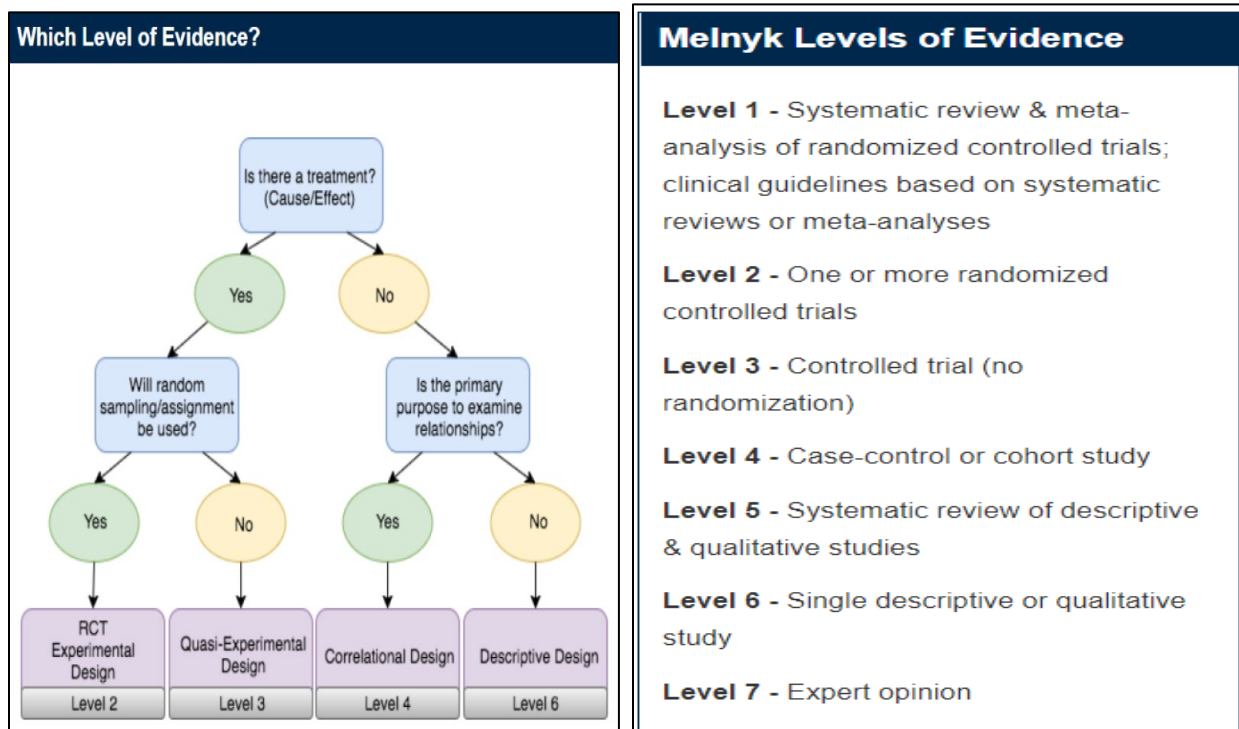 Which Level of Evidence?
Is there a treatment?
(Cause/Effect)
Yes
No
Will random
sampling/assignment
be used?
Is the primary
purpose to examine
relationships?
Yes
No
Yes
No
RCT
Experimental
Design
Quasi-Experimental
Design
Correlational Design
Descriptive Design
Level 2
Level 3
Level 4
Level 6
Melnyk Levels of Evidence
Level 1 - Systematic review & meta-
analysis of randomized controlled trials;
clinical guidelines based on systematic
reviews or meta-analyses
Level 2 - One or more randomized
controlled trials
Level 3 - Controlled trial (no
randomization)
Level 4 - Case-control or cohort study
Level 5 - Systematic review of descriptive
& qualitative studies
Level 6 - Single descriptive or qualitative
study
Level 7 - Expert opinion